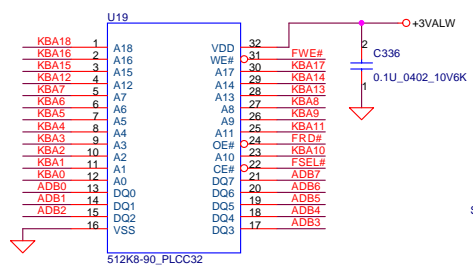 U19
+3VALW
KBA18 1 A18 VDD 32
KBA16 2 A16 WE# 31 FWE#
KBA15 3 A15 A17 30 KBA17
KBA12 4 A12 A14 29 KBA14
KBA7 5 A7 A13 28 KBA13
KBA6 6 A6 A8 27 KBA8
KBA5 7 A5 A9 26 KBA9
KBA4 8 A4 A11 25 KBA11
KBA3 9 A3 OE# 24 FRD#
KBA2 10 A2 A10 23 KBA10
KBA1 11 A1 CE# 22 FSEL#
KBA0 12 A0 DQ7 21 ADB7
ADB0 13 DQ0 DQ6 20 ADB6
ADB1 14 DQ1 DQ5 19 ADB5
ADB2 15 DQ2 DQ4 18 ADB4
16 VSS DQ3 17 ADB3
512K8-90_PLCC32
2
C336
0.1U_0402_10V6K
1